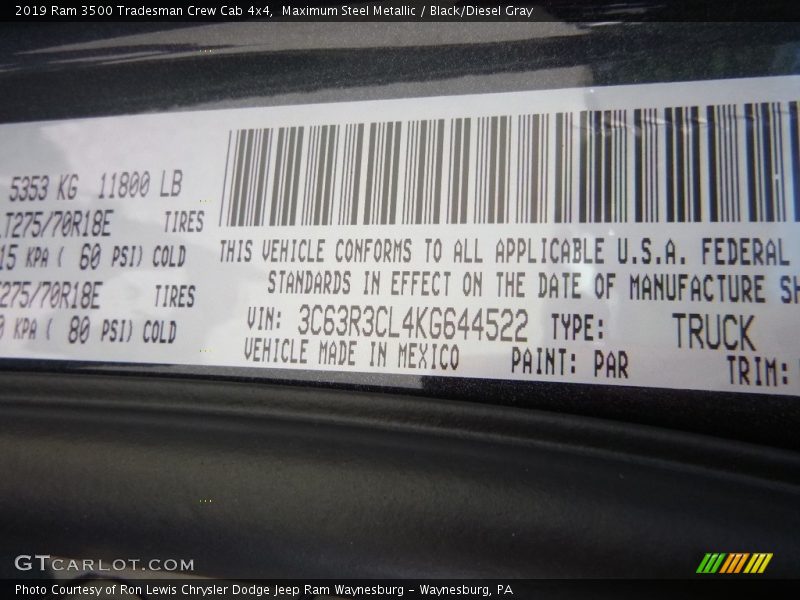 2019 Ram 3500 Tradesman Crew Cab 4x4,  Maximum Steel Metallic / Black/Diesel Gray
5353 KG 11800 LB
LT275/70R18E TIRES
15 KPA ( 60 PSI) COLD
275/70R18E TIRES
0 KPA ( 80 PSI) COLD
THIS VEHICLE CONFORMS TO ALL APPLICABLE U.S.A. FEDERAL
STANDARDS IN EFFECT ON THE DATE OF MANUFACTURE SH
VIN: 3C63R3CL4KG644522 TYPE: TRUCK
VEHICLE MADE IN MEXICO PAINT: PAR TRIM:
GTCARLOT.COM
Photo Courtesy of Ron Lewis Chrysler Dodge Jeep Ram Waynesburg – Waynesburg, PA